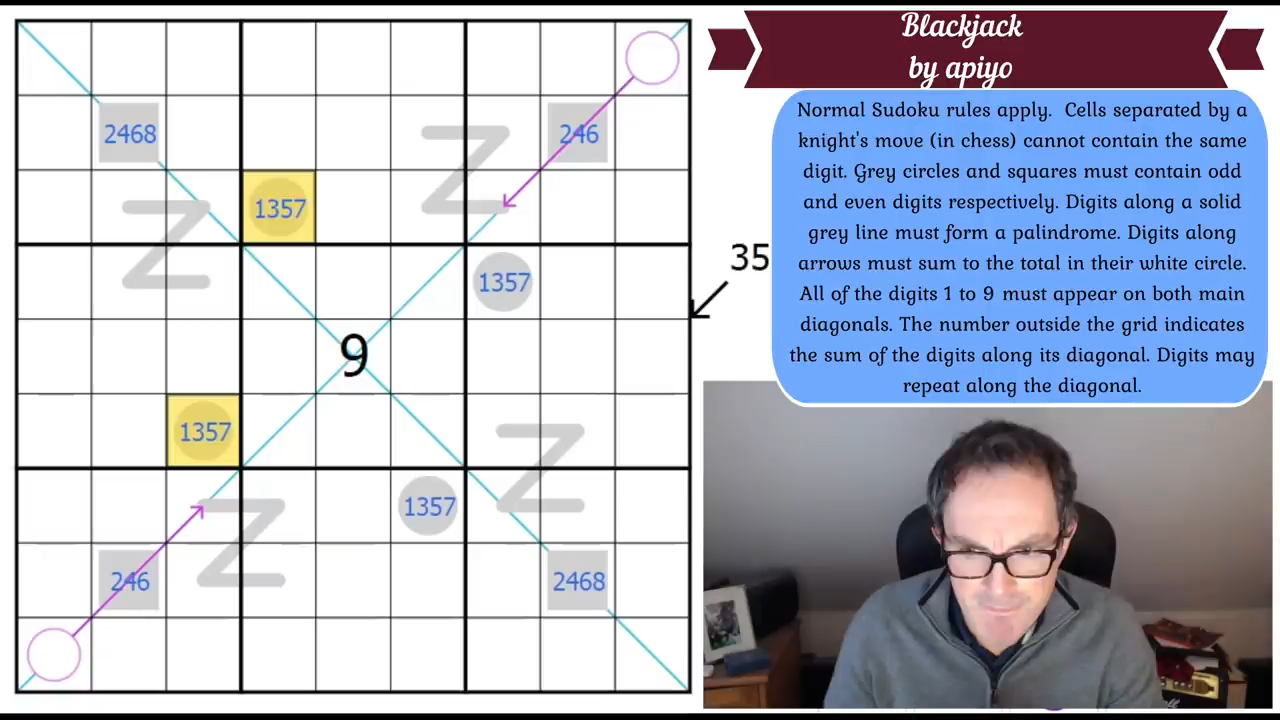 Blackjack
by apiyo
Normal Sudoku rules apply. Cells separated by a
knight's move (in chess) cannot contain the same
digit. Grey circles and squares must contain odd
and even digits respectively. Digits along a solid
grey line must form a palindrome. Digits along
arrows must sum to the total in their white circle.
All of the digits 1 to 9 must appear on both main
diagonals. The number outside the grid indicates
the sum of the digits along its diagonal. Digits may
repeat along the diagonal.
2468
246
1357
35
1357
9
1357
1357
246
2468